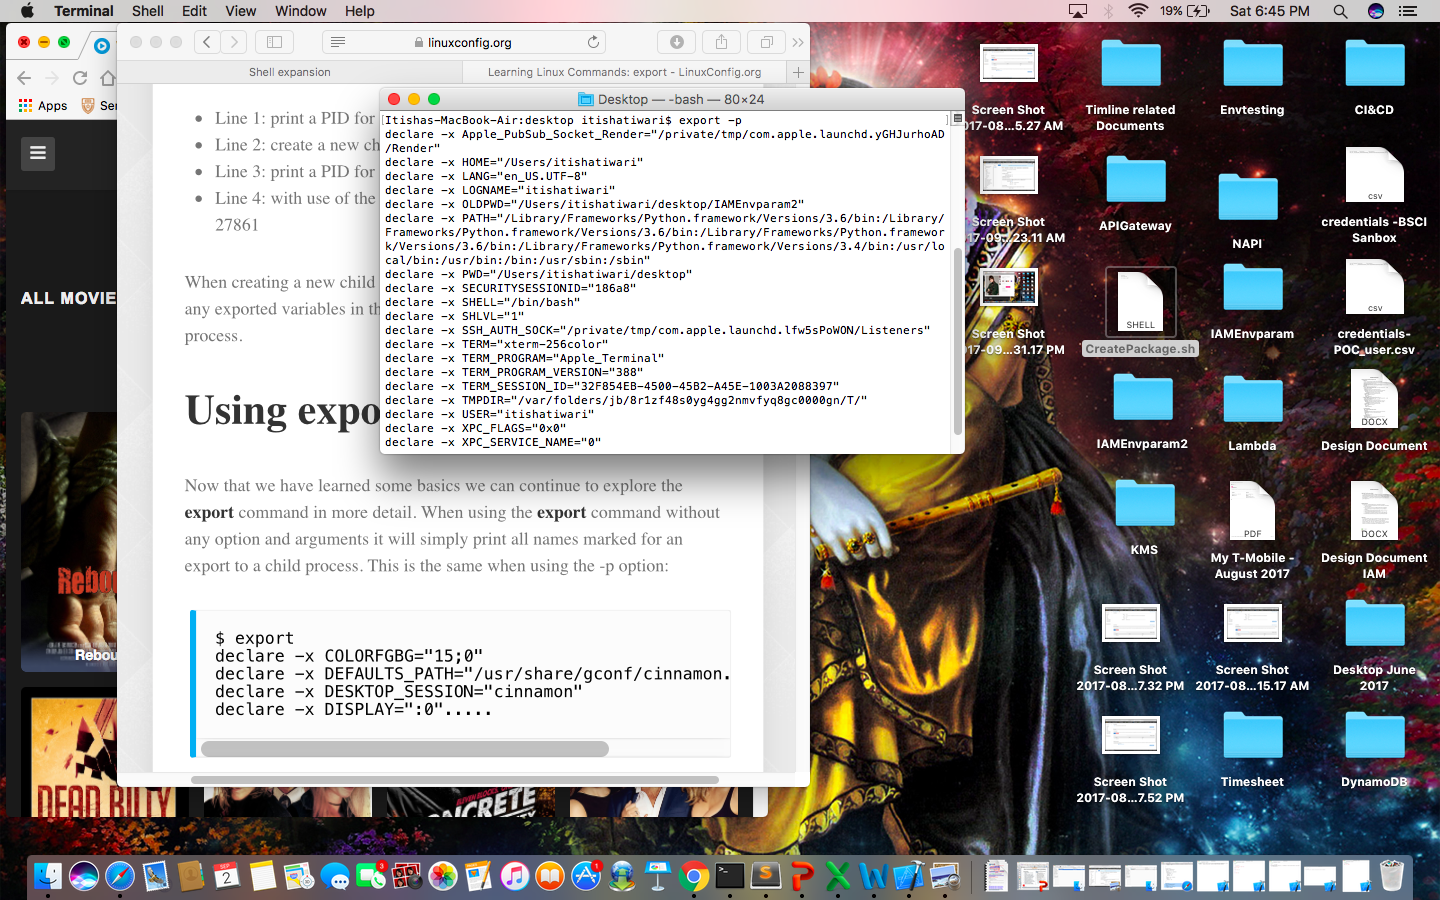 Terminal Shell Edit View Window Help
19% Sat 6:45 PM
linuxconfig.org
Shell expansion
Learning Linux Commands: export - LinuxConfig.org
Apps
Line 1: print a PID for
Line 2: create a new ch
Line 3: print a PID for
Line 4: with use of the
27861
When creating a new child
any exported variables in th
process.
ALL MOVIE
Using expo
Now that we have learned some basics we can continue to explore the
export command in more detail. When using the export command without
any option and arguments it will simply print all names marked for an
export to a child process. This is the same when using the -p option:
$ export
declare -x COLORFGBG="15;0"
declare -x DEFAULTS_PATH="/usr/share/gconf/cinnamon.
declare -x DESKTOP_SESSION="cinnamon"
declare -x DISPLAY=":0".....
Desktop — -bash — 80×24
[Itishas-MacBook-Air:desktop itishatiwari$ export -p ]
declare -x Apple_PubSub_Socket_Render="/private/tmp/com.apple.launchd.yGHJurhoAD
/Render"
declare -x HOME="/Users/itishatiwari"
declare -x LANG="en_US.UTF-8"
declare -x LOGNAME="itishatiwari"
declare -x OLDPWD="/Users/itishatiwari/desktop/IAMEnvparam2"
declare -x PATH="/Library/Frameworks/Python.framework/Versions/3.6/bin:/Library/
Frameworks/Python.framework/Versions/3.6/bin:/Library/Frameworks/Python.framewor
k/Versions/3.6/bin:/Library/Frameworks/Python.framework/Versions/3.4/bin:/usr/lo
cal/bin:/usr/bin:/bin:/usr/sbin:/sbin"
declare -x PWD="/Users/itishatiwari/desktop"
declare -x SECURITYSESSIONID="186a8"
declare -x SHELL="/bin/bash"
declare -x SHLVL="1"
declare -x SSH_AUTH_SOCK="/private/tmp/com.apple.launchd.lfw5sPoWON/Listeners"
declare -x TERM="xterm-256color"
declare -x TERM_PROGRAM="Apple_Terminal"
declare -x TERM_PROGRAM_VERSION="388"
declare -x TERM_SESSION_ID="32F854EB-4500-45B2-A45E-1003A2088397"
declare -x TMPDIR="/var/folders/jb/8r1zf48s0yg4gg2nmvfyq8gc0000gn/T/"
declare -x USER="itishatiwari"
declare -x XPC_FLAGS="0x0"
declare -x XPC_SERVICE_NAME="0"
Rebou
DEAD BILLY
CRETE
Screen Shot
17-08...5.27 AM
Timline related
Documents
Envtesting
CI&CD
Screen Shot
17-09...23.11 AM
APIGateway
NAPI
csv
credentials -BSCI
Sanbox
Screen Shot
17-09...31.17 PM
SHELL
CreatePackage.sh
IAMEnvparam
csv
credentials-
POC_user.csv
IAMEnvparam2
Lambda
DOCX
Design Document
KMS
PDF
My T-Mobile -
August 2017
DOCX
Design Document
IAM
Screen Shot
2017-08...7.32 PM
Screen Shot
2017-08...15.17 AM
Desktop June
2017
Screen Shot
2017-08...7.52 PM
Timesheet
DynamoDB
SEP
2
3
1